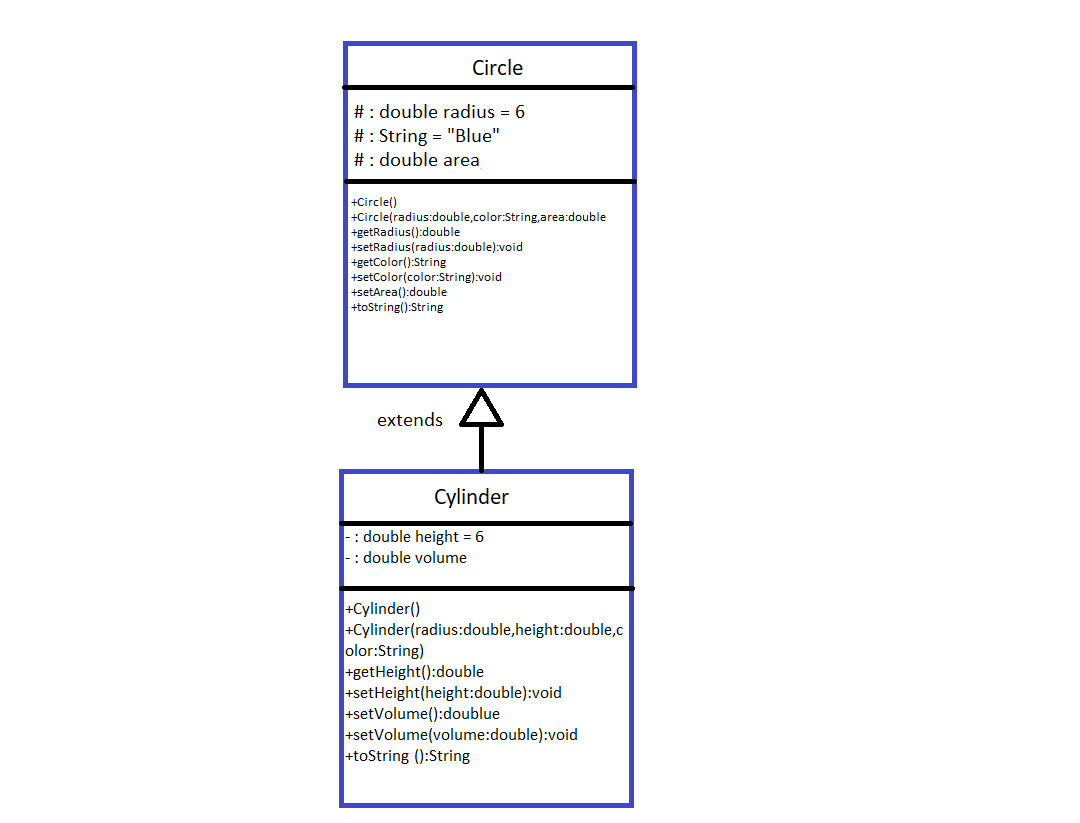 Circle
# : double radius = 6
# : String = "Blue"
# : double area
+Circle()
+Circle(radius:double,color:String,area:double
+getRadius():double
+setRadius(radius:double):void
+getColor():String
+setColor(color:String):void
+setArea():double
+toString():String
extends
Cylinder
- : double height = 6
- : double volume
+Cylinder()
+Cylinder(radius:double,height:double,c
olor:String)
+getHeight():double
+setHeight(height:double):void
+setVolume():doublue
+setVolume(volume:double):void
+toString ():String